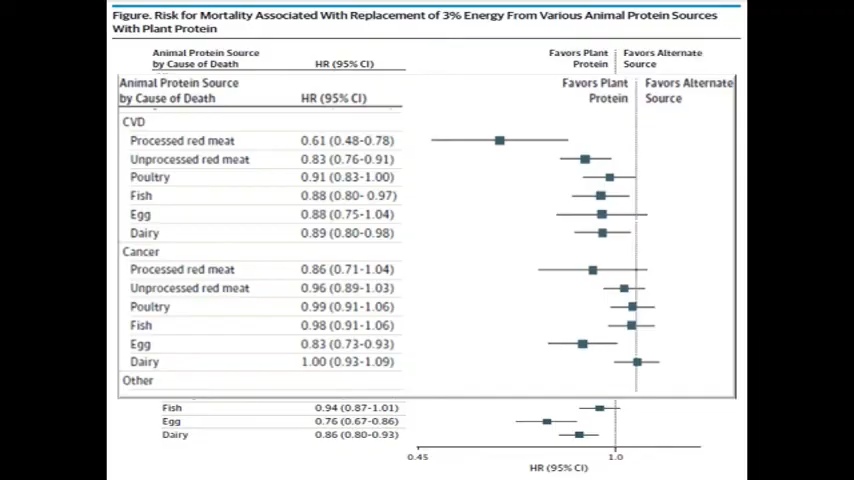 Figure. Risk for Mortality Associated With Replacement of 3% Energy From Various Animal Protein Sources
With Plant Protein
Animal Protein Source
by Cause of Death HR (95% CI) Favors Plant
Protein Favors Alternate
Source
Animal Protein Source
by Cause of Death HR (95% CI) Favors Plant
Protein Favors Alternate
Source
CVD
Processed red meat 0.61 (0.48-0.78)
Unprocessed red meat 0.83 (0.76-0.91)
Poultry 0.91 (0.83-1.00)
Fish 0.88 (0.80- 0.97)
Egg 0.88 (0.75-1.04)
Dairy 0.89 (0.80-0.98)
Cancer
Processed red meat 0.86 (0.71-1.04)
Unprocessed red meat 0.96 (0.89-1.03)
Poultry 0.99 (0.91-1.06)
Fish 0.98 (0.91-1.06)
Egg 0.83 (0.73-0.93)
Dairy 1.00 (0.93-1.09)
Other
Fish 0.94 (0.87-1.01)
Egg 0.76 (0.67-0.86)
Dairy 0.86 (0.80-0.93)
0.45 1.0
HR (95% CI)